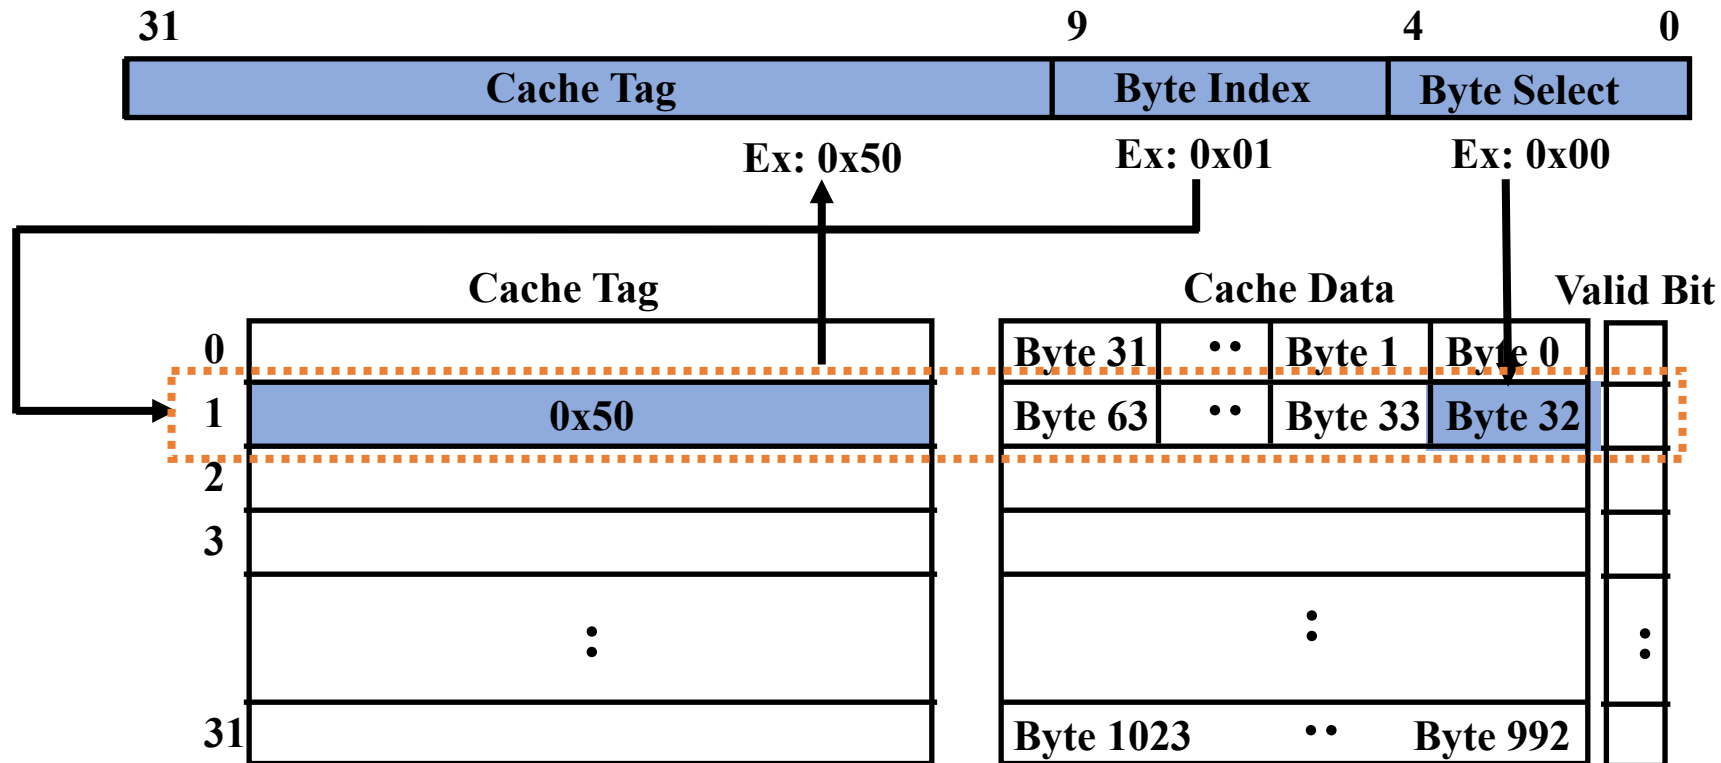 31 9 4 0
Cache Tag Byte Index Byte Select
Ex: 0x50 Ex: 0x01 Ex: 0x00
Cache Tag Cache Data Valid Bit
0 Byte 31 ·· Byte 1 Byte 0
1 0x50 Byte 63 ·· Byte 33 Byte 32
2
3
: : :
31 Byte 1023 ·· Byte 992